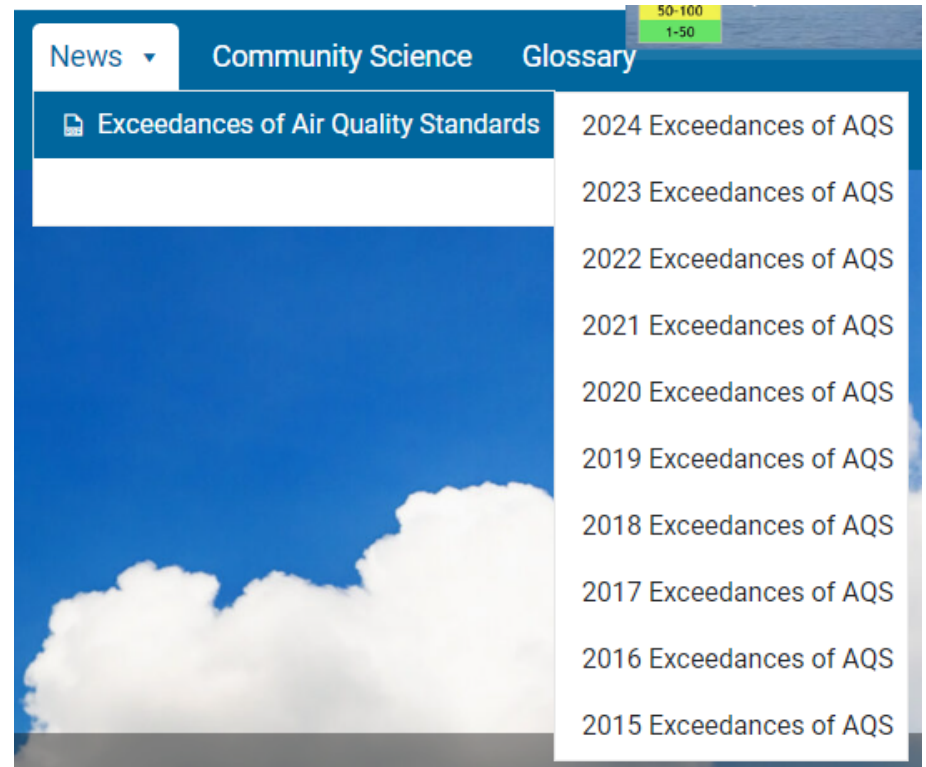 50-100
1-50
News Community Science Glossary
Exceedances of Air Quality Standards
2024 Exceedances of AQS
2023 Exceedances of AQS
2022 Exceedances of AQS
2021 Exceedances of AQS
2020 Exceedances of AQS
2019 Exceedances of AQS
2018 Exceedances of AQS
2017 Exceedances of AQS
2016 Exceedances of AQS
2015 Exceedances of AQS